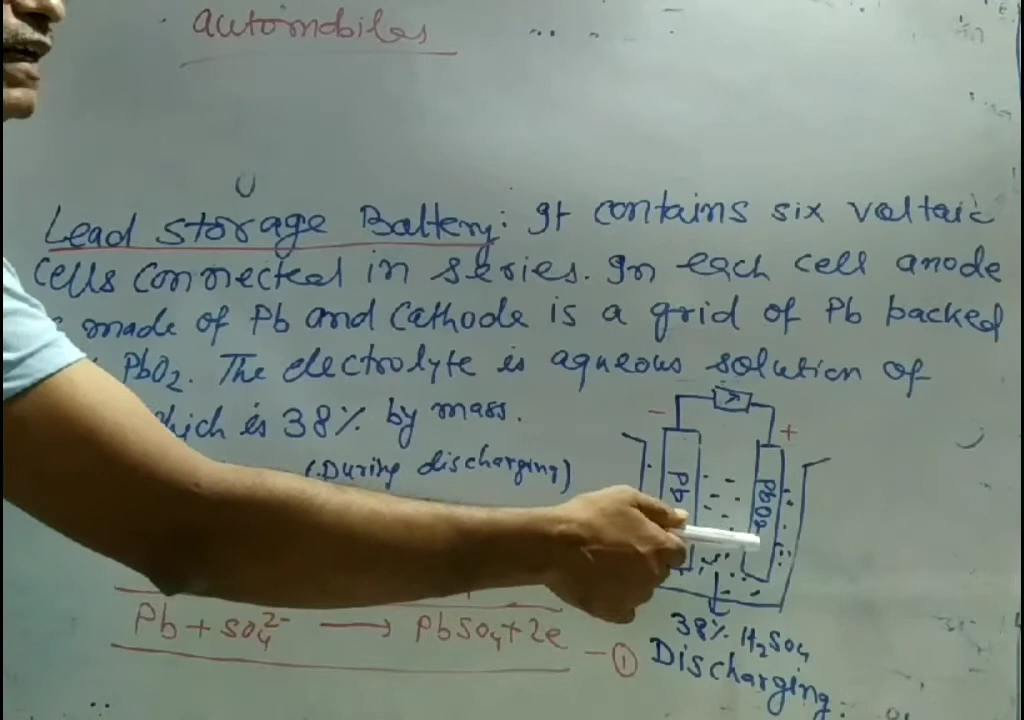 automobiles
Lead storage Battery: It contains six voltaic
cells connected in series. In each cell anode
made of Pb and Cathode is a grid of Pb packed
PbO2. The electrolyte is aqueous solution of
which is 38% by mass.
(During discharging)
− +
Pb PbO2
Pb + SO4^2- → PbSO4 + 2e − ①
38% H2SO4
Discharging: